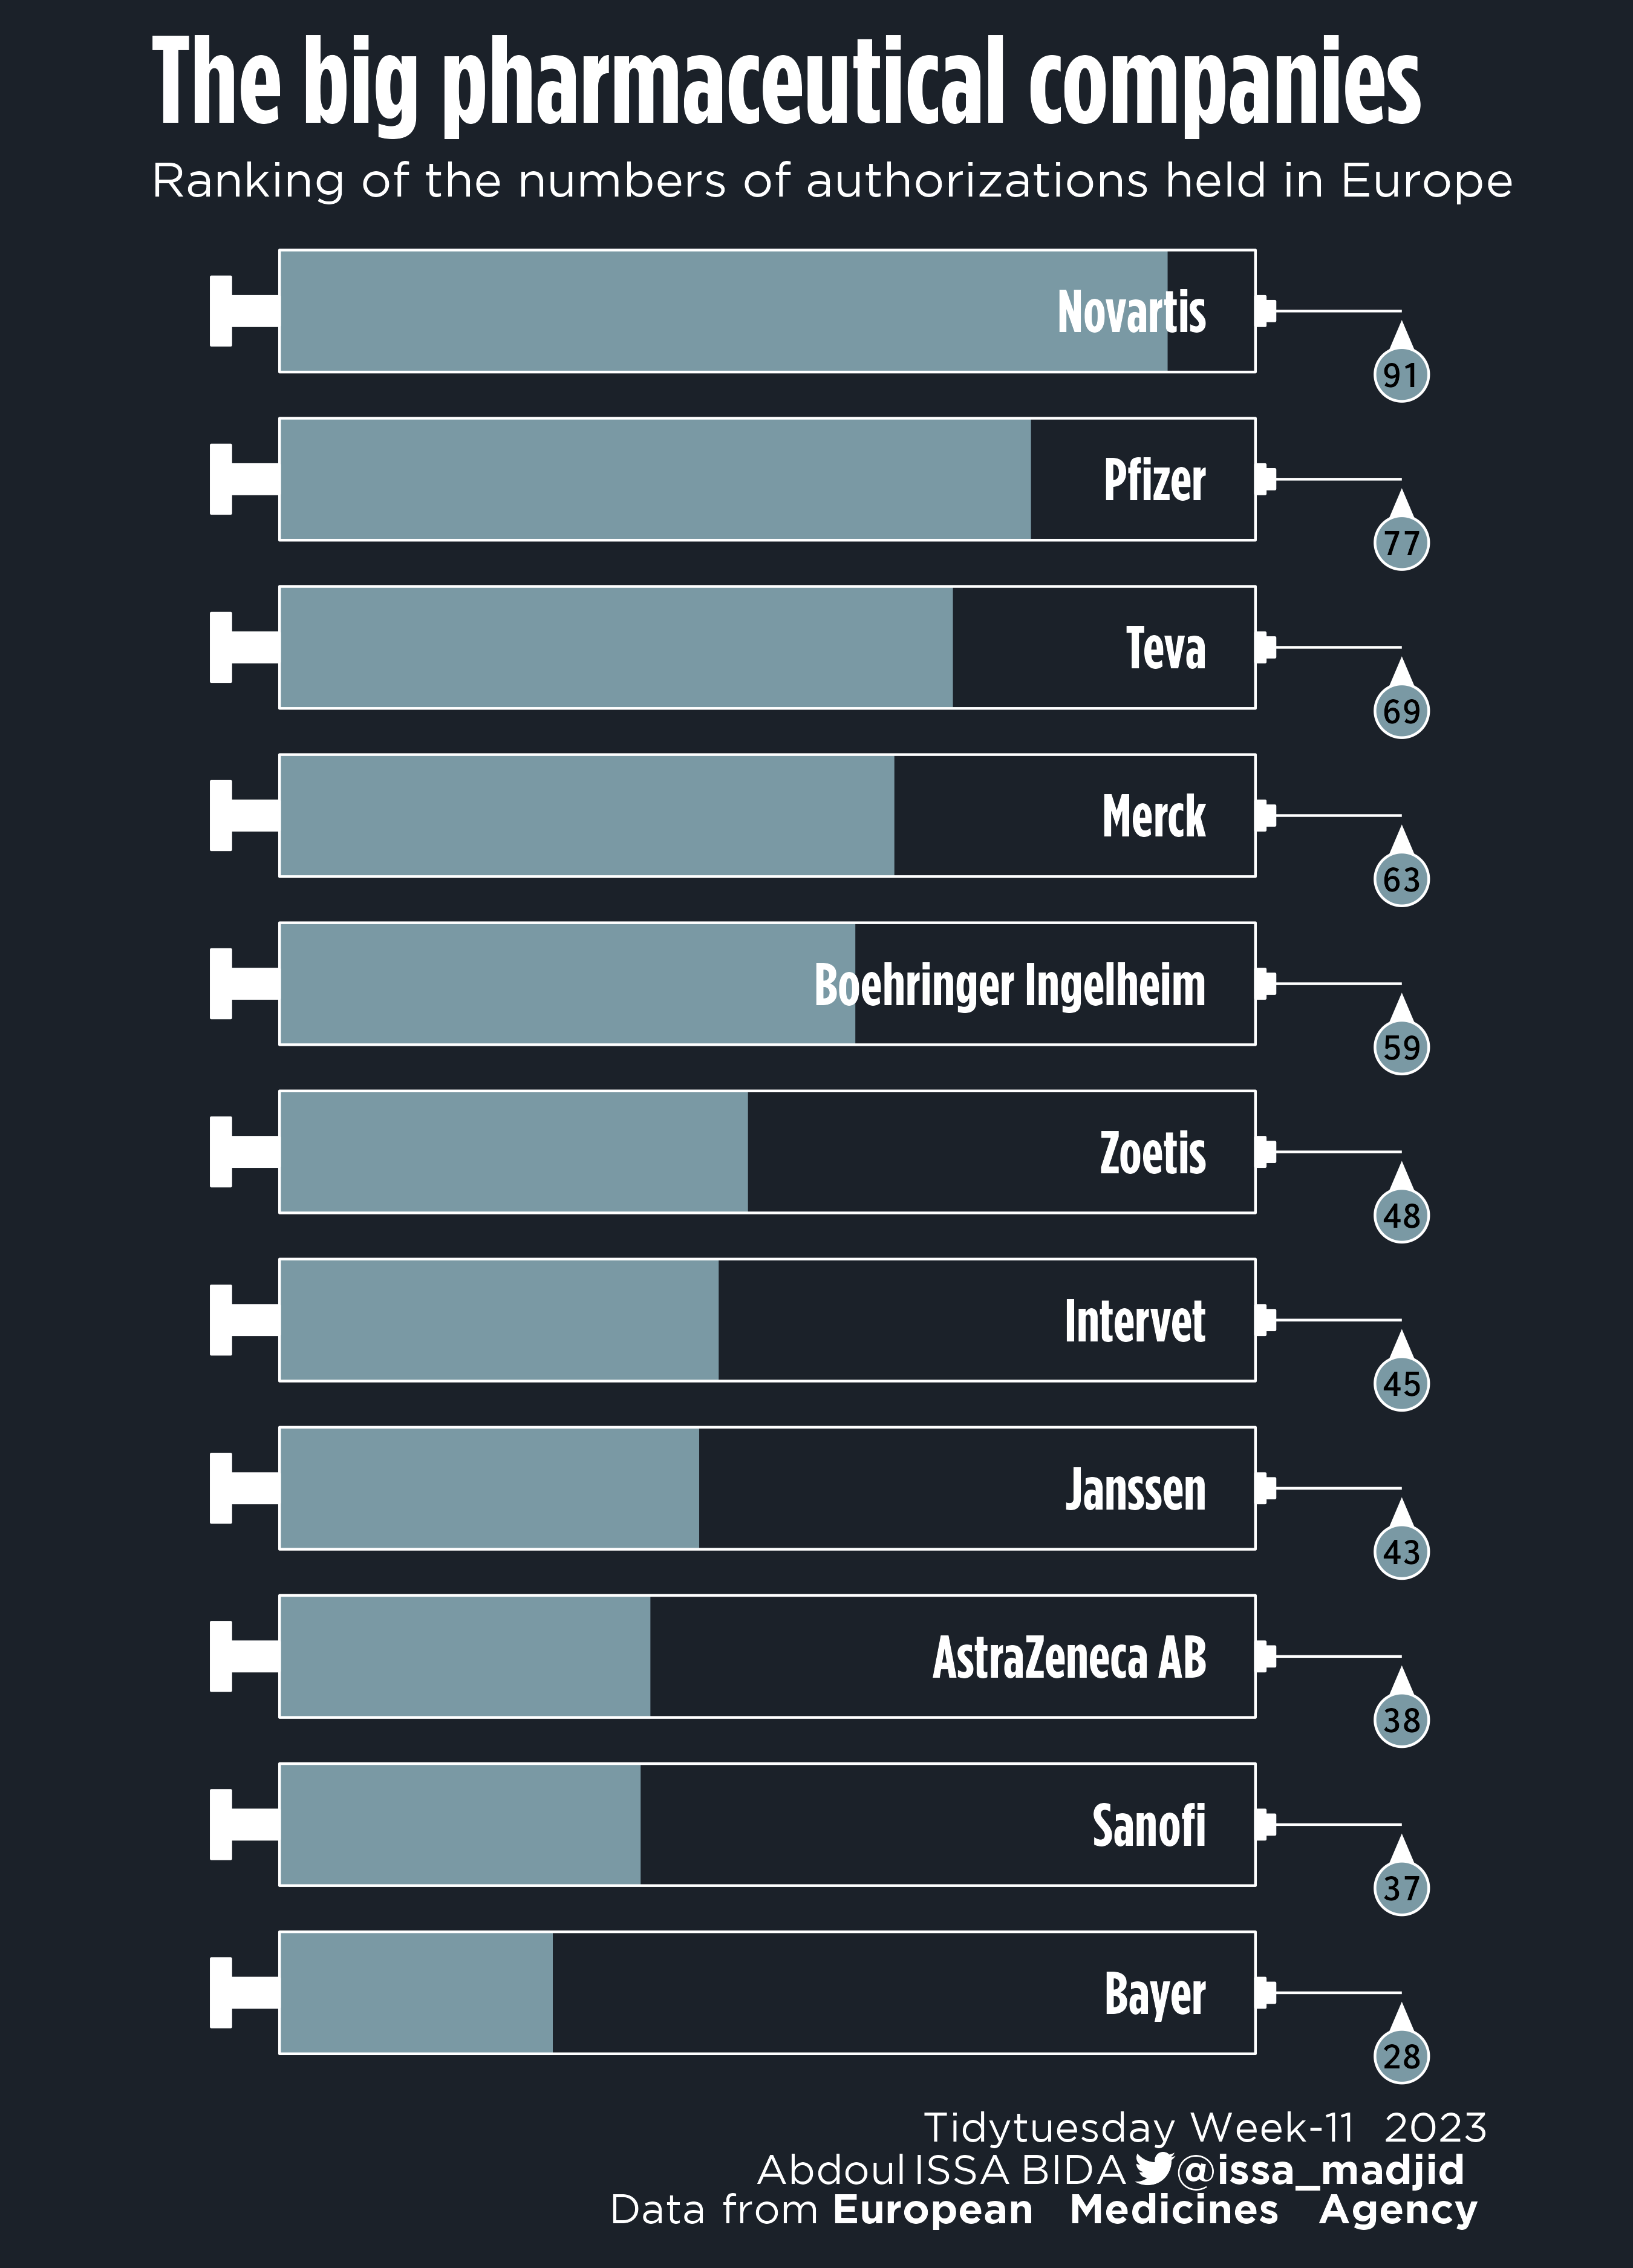 The big pharmaceutical companies
Ranking of the numbers of authorizations held in Europe
Novartis
91
Pfizer
77
Teva
69
Merck
63
Boehringer Ingelheim
59
Zoetis
48
Intervet
45
Janssen
43
AstraZeneca AB
38
Sanofi
37
Bayer
28
Tidytuesday Week-11 2023
Abdoul ISSA BIDA @issa_madjid
Data from European Medicines Agency